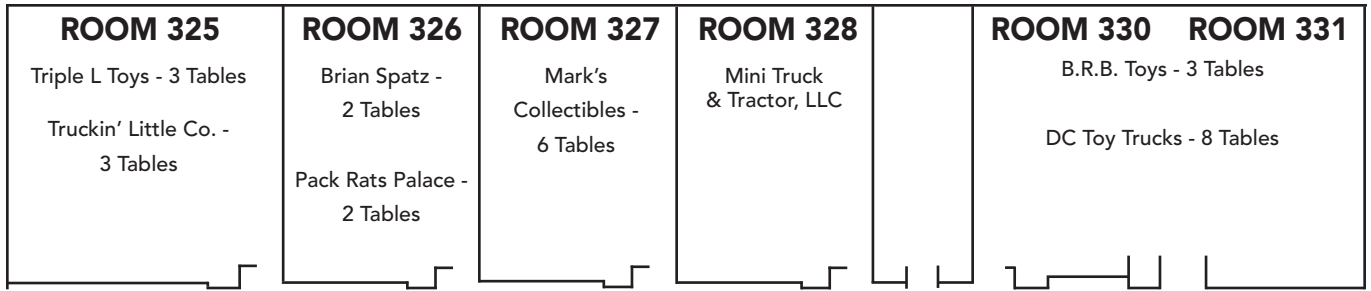 ROOM 325
Triple L Toys - 3 Tables
Truckin’ Little Co. -
3 Tables
ROOM 326
Brian Spatz -
2 Tables
Pack Rats Palace -
2 Tables
ROOM 327
Mark’s
Collectibles -
6 Tables
ROOM 328
Mini Truck
& Tractor, LLC
ROOM 330 ROOM 331
B.R.B. Toys - 3 Tables
DC Toy Trucks - 8 Tables